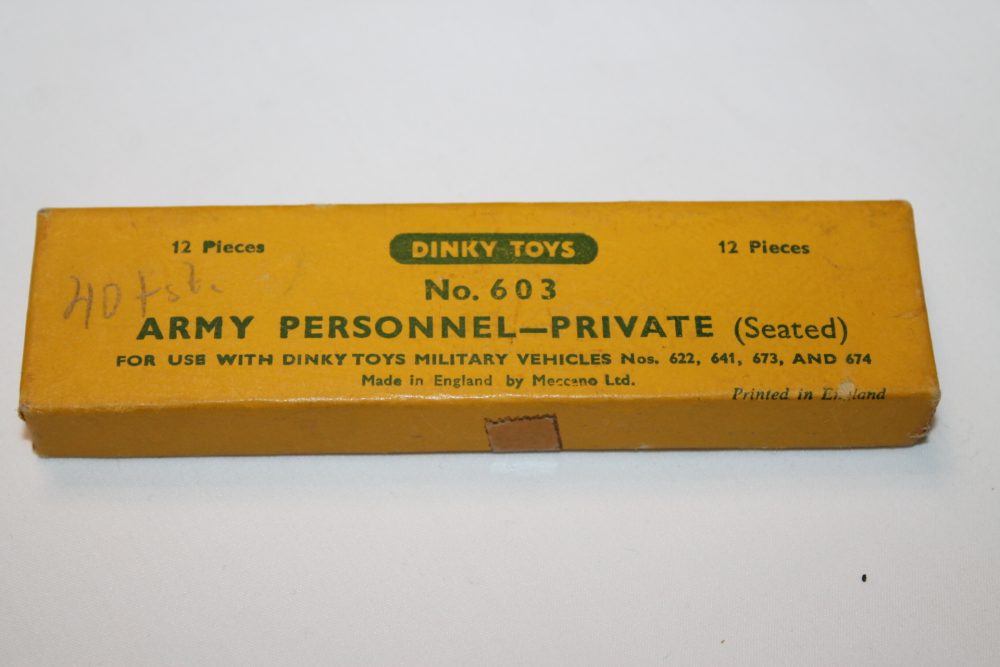 12 Pieces DINKY TOYS 12 Pieces
No. 603
ARMY PERSONNEL—PRIVATE (Seated)
FOR USE WITH DINKY TOYS MILITARY VEHICLES Nos. 622, 641, 673, AND 674
Made in England by Meccano Ltd.
Printed in England